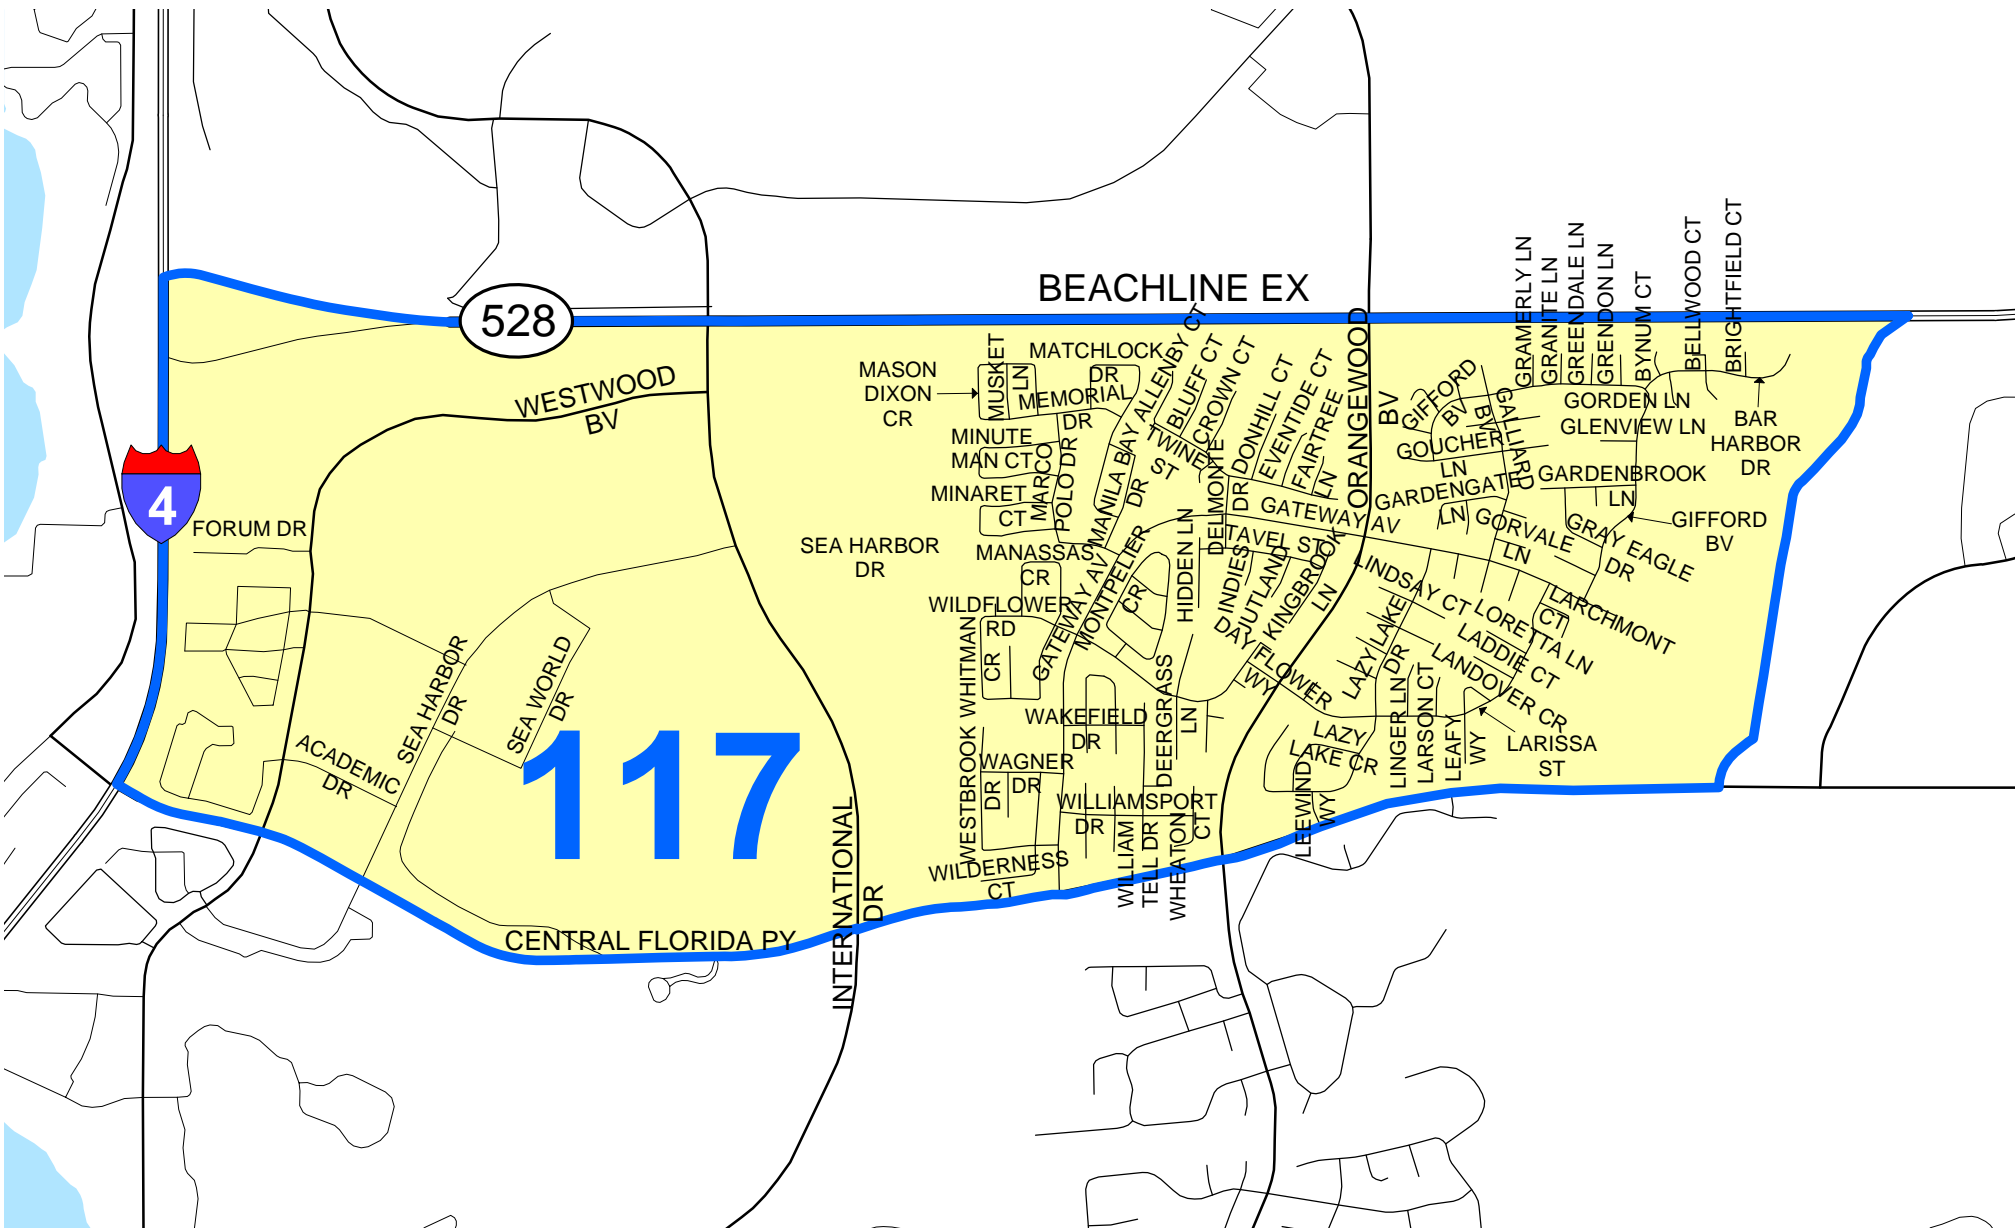 BEACHLINE EX
528
4
117
WESTWOOD
BV
FORUM DR
SEA HARBOR
DR
SEA HARBOR
DR
SEA WORLD
DR
ACADEMIC
DR
CENTRAL FLORIDA PY
INTERNATIONAL
DR
MASON
DIXON
CR
MUSKET
LN
MATCHLOCK
DR
MEMORIAL
DR
MINUTE
MAN CT
MINARET
CT
MARCO
POLO DR
MANASSAS
CR
MANILA BAY
DR
ALLENBY CT
BLUFF CT
CROWN CT
TWINE
ST
DONHILL CT
EVENTIDE CT
FAIRTREE
LN
DELMONTE
DR
ORANGEWOOD
BV
GATEWAY AV
TAVEL ST
HIDDEN LN
INDIES
JUTLAND
KINGBROOK
LN
DAY FLOWER
WY
WILDFLOWER
RD
GATEWAY AV
MONTPELIER
CR
WHITMAN
CR
WESTBROOK
DR
WAKEFIELD
DR
WAGNER
DR
DEERGRASS
LN
WILLIAMSPORT
DR
WILLIAM
TELL DR
WHEATON
CT
WILDERNESS
CT
GRAMERLY LN
GRANITE LN
GREENDALE LN
GRENDON LN
BYNUM CT
BELLWOOD CT
BRIGHTFIELD CT
GIFFORD
BV
GALLIARD
BV
GOUCHER
LN
GORDEN LN
GLENVIEW LN
BAR
HARBOR
DR
GARDENBROOK
LN
GARDENGATE
LN
GORVALE
LN
GRAY EAGLE
DR
GIFFORD
BV
LINDSAY CT
LARCHMONT
CT
LORETTA LN
LADDIE CT
LANDOVER CR
LAZY LAKE
DR
LINGER LN
LARSON CT
LEAFY
WY
LARISSA
ST
LAZY
LAKE CR
LEEWIND
WY